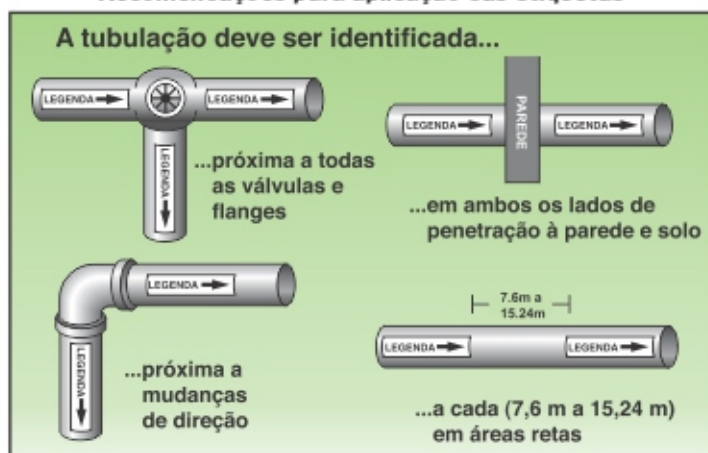 A tubulação deve ser identificada...
LEGENDA
LEGENDA
LEGENDA
...próxima a todas
as válvulas e
flanges
LEGENDA
PAREDE
LEGENDA
...em ambos os lados de
penetração à parede e solo
LEGENDA
LEGENDA
...próxima a
mudanças
de direção
7.6m a
15.24m
LEGENDA
LEGENDA
...a cada (7,6 m a 15,24 m)
em áreas retas